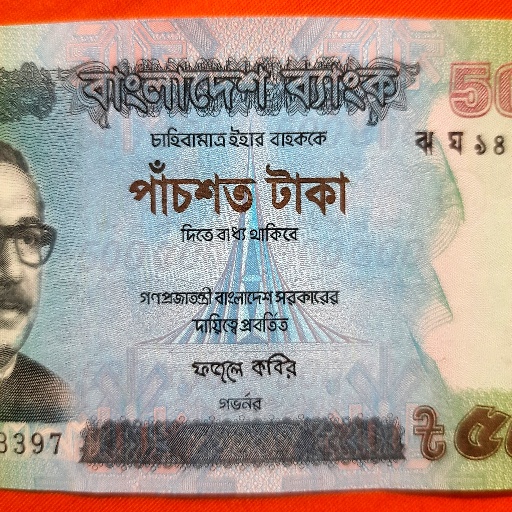 বাংলাদেশ ব্যাংক
50
চাহিবামাত্র ইহার বাহককে
ঝ ঘ ১৪
পাঁচশত টাকা
দিতে বাধ্য থাকিবে
গণপ্রজাতন্ত্রী বাংলাদেশ সরকারের
দায়িত্বে প্রবর্তিত
ফজলে কবির
গভর্নর
3397
৳ ৫০